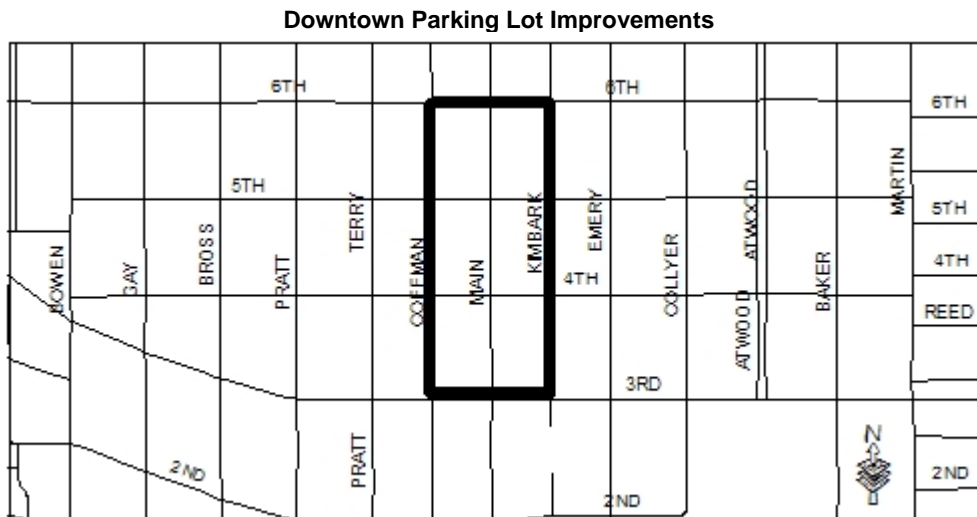 Downtown Parking Lot Improvements
6TH
6TH
6TH
5TH
5TH
4TH
4TH
REED
3RD
2ND
2ND
2ND
BOWEN
GAY
BROSS
PRATT
TERRY
PRATT
COFFMAN
MAIN
KIMBARK
EMERY
COLLYER
ATWOOD
ATWOOD
BAKER
MARTIN
N